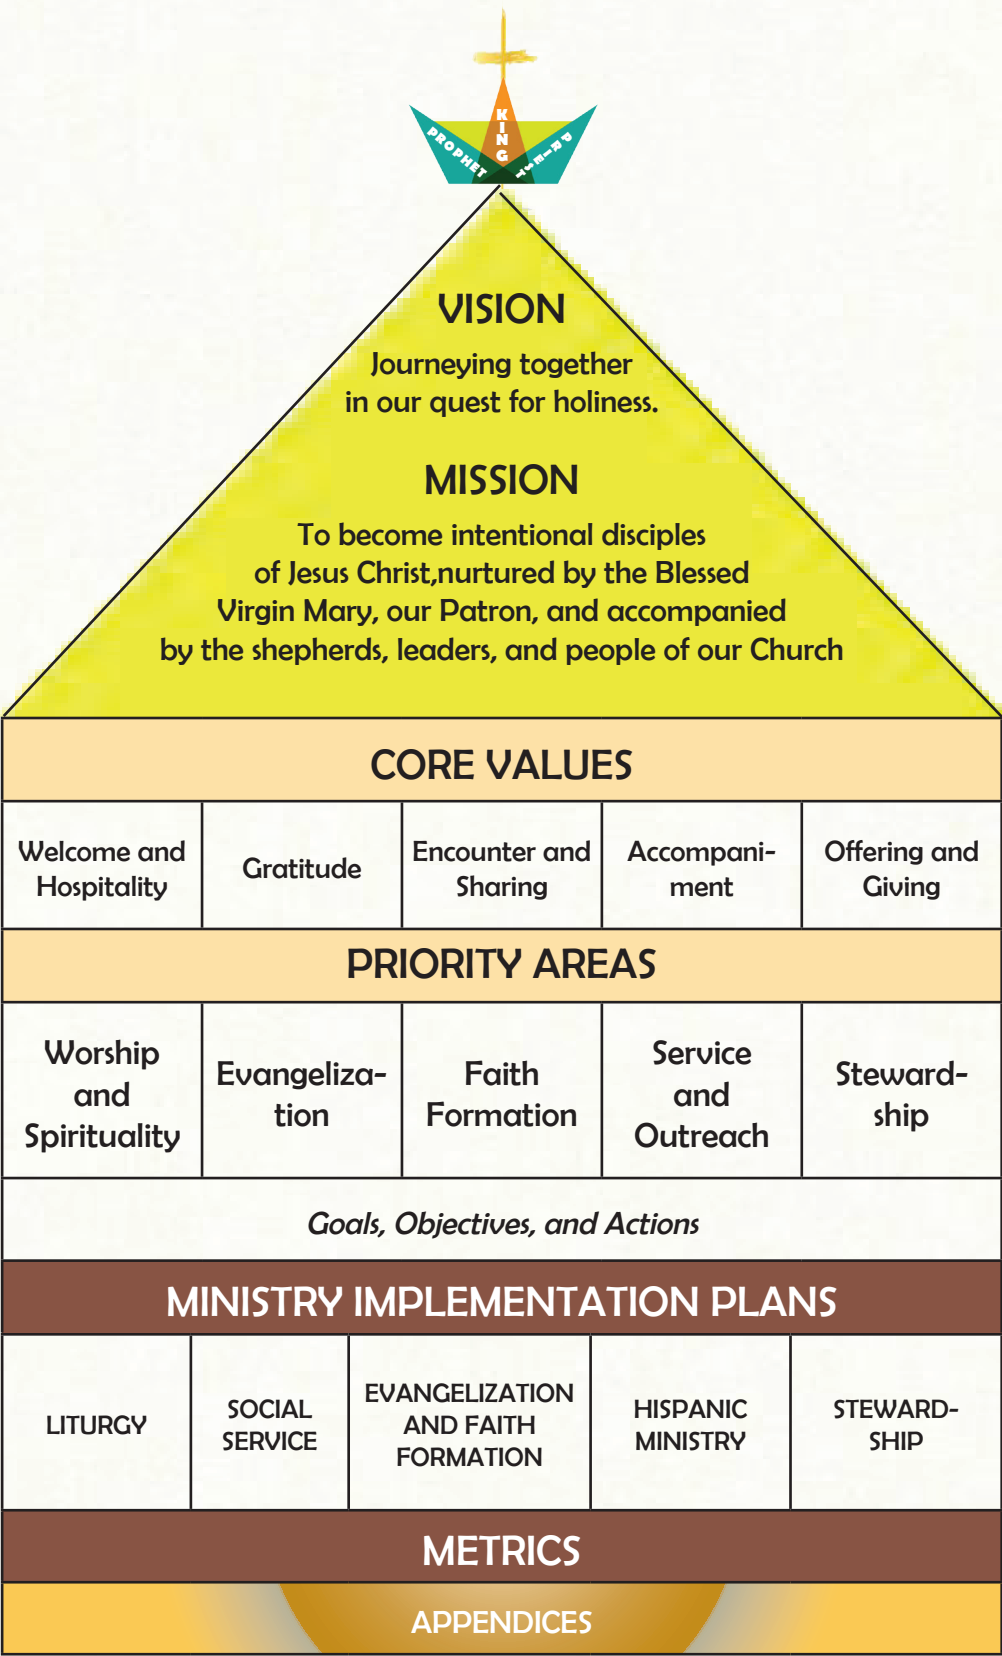 KING
PROPHET
PRIEST
VISION
Journeying together
in our quest for holiness.
MISSION
To become intentional disciples
of Jesus Christ,nurtured by the Blessed
Virgin Mary, our Patron, and accompanied
by the shepherds, leaders, and people of our Church
CORE VALUES
Welcome and
Hospitality
Gratitude
Encounter and
Sharing
Accompani-
ment
Offering and
Giving
PRIORITY AREAS
Worship
and
Spirituality
Evangeliza-
tion
Faith
Formation
Service
and
Outreach
Steward-
ship
Goals, Objectives, and Actions
MINISTRY IMPLEMENTATION PLANS
LITURGY
SOCIAL
SERVICE
EVANGELIZATION
AND FAITH
FORMATION
HISPANIC
MINISTRY
STEWARD-
SHIP
METRICS
APPENDICES